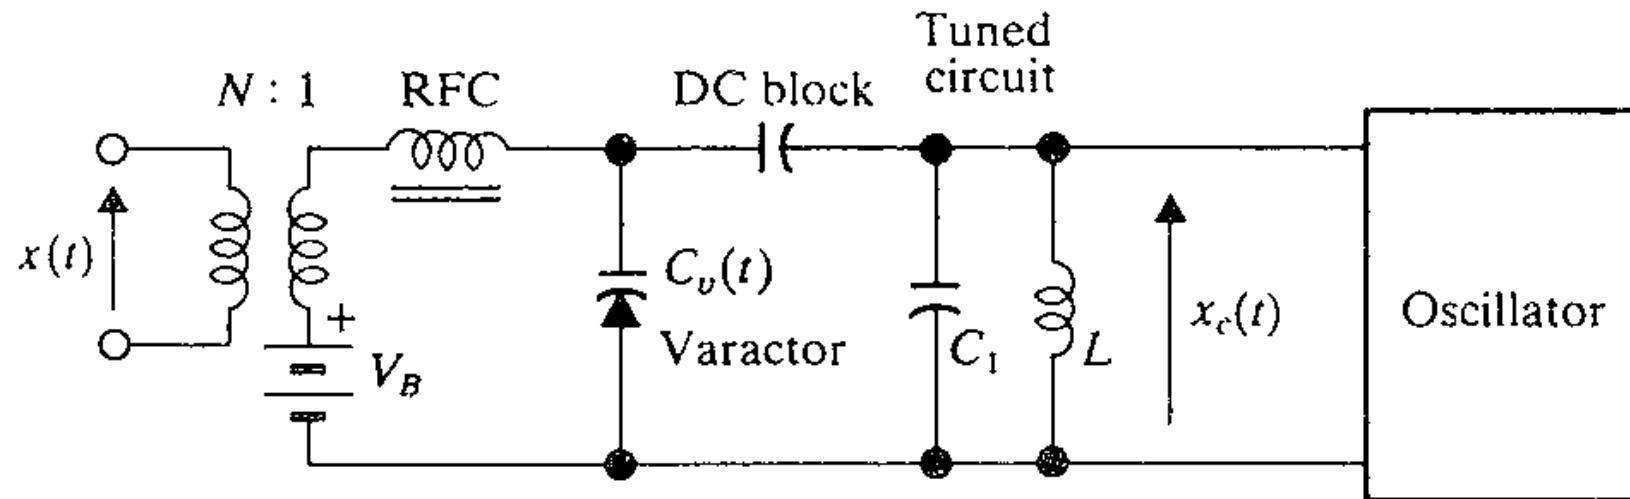 Tuned
circuit
N : 1
RFC
DC block
x(t)
+
V_B
C_v(t)
Varactor
C_1
L
x_c(t)
Oscillator